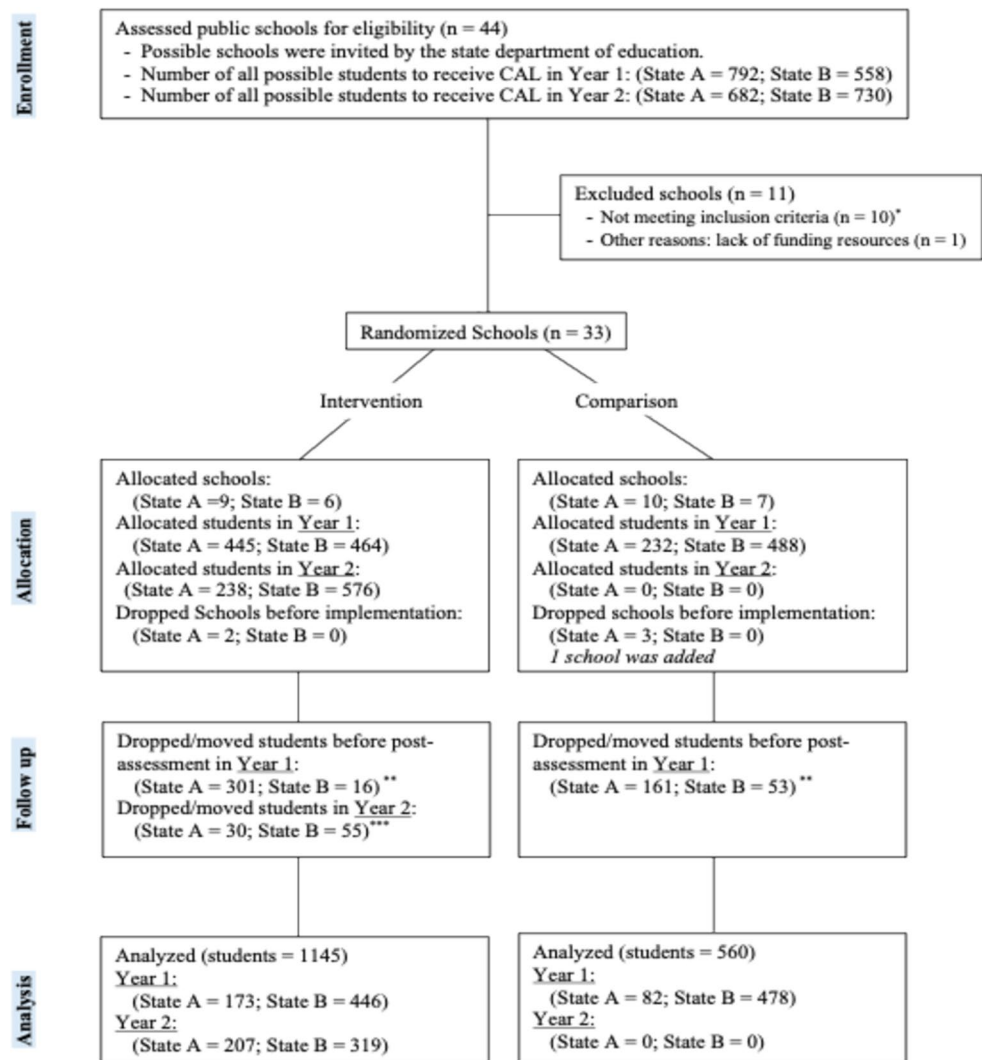 Enrollment
Assessed public schools for eligibility (n = 44)
- Possible schools were invited by the state department of education.
- Number of all possible students to receive CAL in Year 1: (State A = 792; State B = 558)
- Number of all possible students to receive CAL in Year 2: (State A = 682; State B = 730)
Excluded schools (n = 11)
- Not meeting inclusion criteria (n = 10)*
- Other reasons: lack of funding resources (n = 1)
Randomized Schools (n = 33)
Intervention
Comparison
Allocation
Allocated schools:
(State A =9; State B = 6)
Allocated students in Year 1:
(State A = 445; State B = 464)
Allocated students in Year 2:
(State A = 238; State B = 576)
Dropped Schools before implementation:
(State A = 2; State B = 0)
Allocated schools:
(State A = 10; State B = 7)
Allocated students in Year 1:
(State A = 232; State B = 488)
Allocated students in Year 2:
(State A = 0; State B = 0)
Dropped schools before implementation:
(State A = 3; State B = 0)
1 school was added
Follow up
Dropped/moved students before post-
assessment in Year 1:
(State A = 301; State B = 16)**
Dropped/moved students in Year 2:
(State A = 30; State B = 55)***
Dropped/moved students before post-
assessment in Year 1:
(State A = 161; State B = 53)**
Analysis
Analyzed (students = 1145)
Year 1:
(State A = 173; State B = 446)
Year 2:
(State A = 207; State B = 319)
Analyzed (students = 560)
Year 1:
(State A = 82; State B = 478)
Year 2:
(State A = 0; State B = 0)